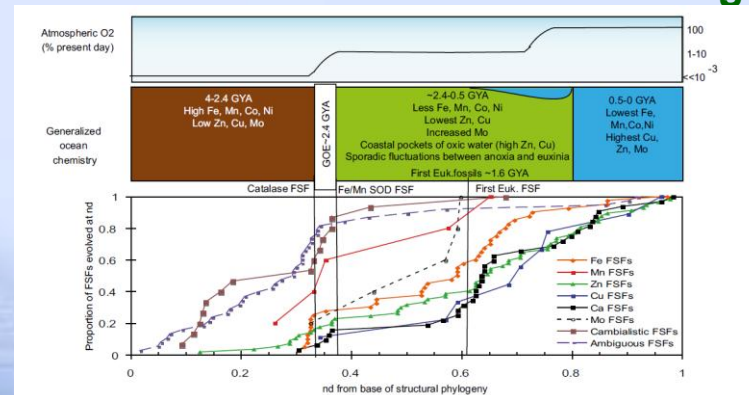 Atmospheric O2
(% present day)
100
1-10
-3
<<10
Generalized
ocean
chemistry
4-2.4 GYA
High Fe, Mn, Co, Ni
Low Zn, Cu, Mo
GOE~2.4 GYA
~2.4-0.5 GYA
Less Fe, Mn, Co, Ni
Lowest Zn, Cu
Increased Mo
Coastal pockets of oxic water (high Zn, Cu)
Sporadic fluctuations between anoxia and euxinia
First Euk.fossils ~1.6 GYA
0.5-0 GYA
Lowest Fe,
Mn,Co,Ni
Highest Cu,
Zn, Mo
Catalase FSF
Fe/Mn SOD FSF
First Euk. FSF
Proportion of FSFs evolved at nd
1
0.8
0.6
0.4
0.2
0
Fe FSFs
Mn FSFs
Zn FSFs
Cu FSFs
Ca FSFs
Mo FSFs
Cambialistic FSFs
Ambiguous FSFs
0
0.2
0.4
0.6
0.8
1
nd from base of structural phylogeny